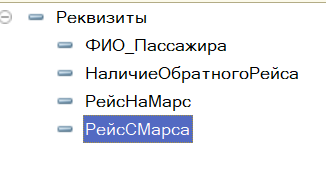 Реквизиты
ФИО_Пассажира
НаличиеОбратногоРейса
РейсНаМарс
РейсСМарса